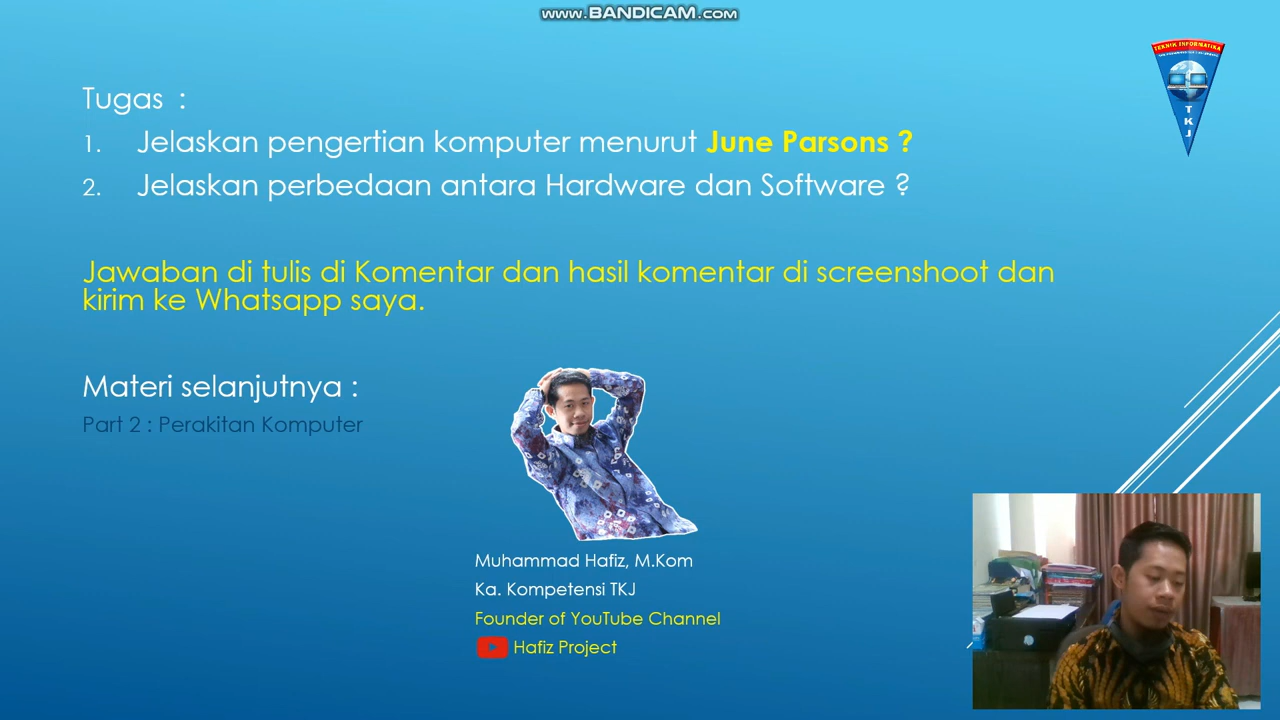 www.BANDICAM.com
TEKNIK INFORMATIKA
TKJ
Tugas :
1. Jelaskan pengertian komputer menurut June Parsons ?
2. Jelaskan perbedaan antara Hardware dan Software ?
Jawaban di tulis di Komentar dan hasil komentar di screenshoot dan
kirim ke Whatsapp saya.
Materi selanjutnya :
Part 2 : Perakitan Komputer
Muhammad Hafiz, M.Kom
Ka. Kompetensi TKJ
Founder of YouTube Channel
Hafiz Project